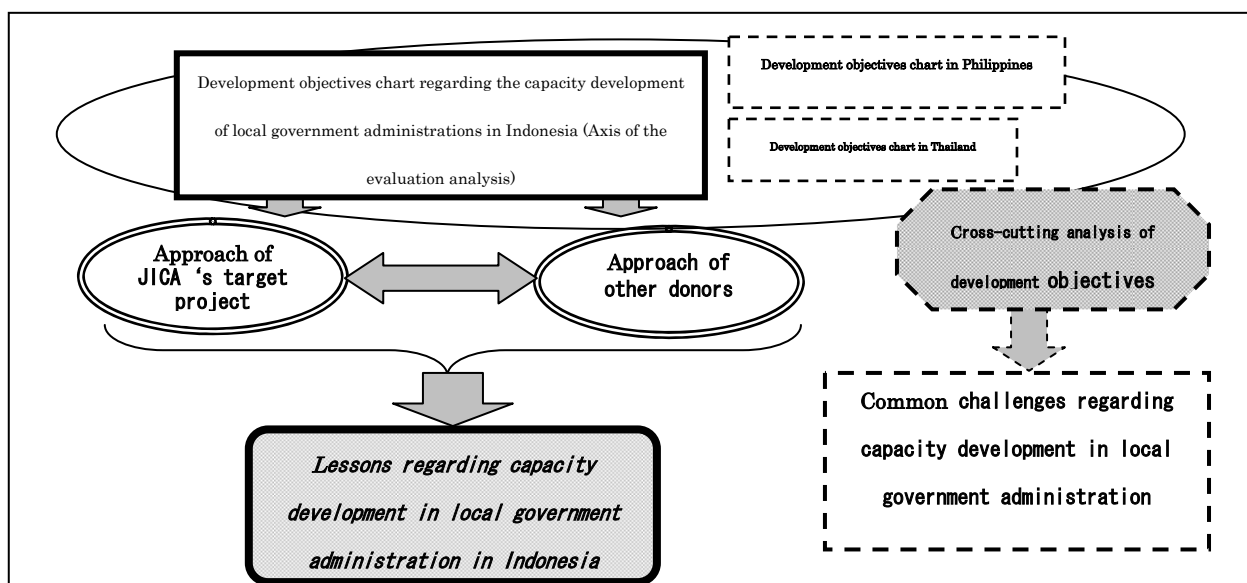 Development objectives chart regarding the capacity development
of local government administrations in Indonesia (Axis of the
evaluation analysis)
Development objectives chart in Philippines
Development objectives chart in Thailand
Approach of
JICA ‘s target
project
Approach of
other donors
Cross-cutting analysis of
development objectives
Lessons regarding capacity
development in local government
administration in Indonesia
Common challenges regarding
capacity development in local
government administration